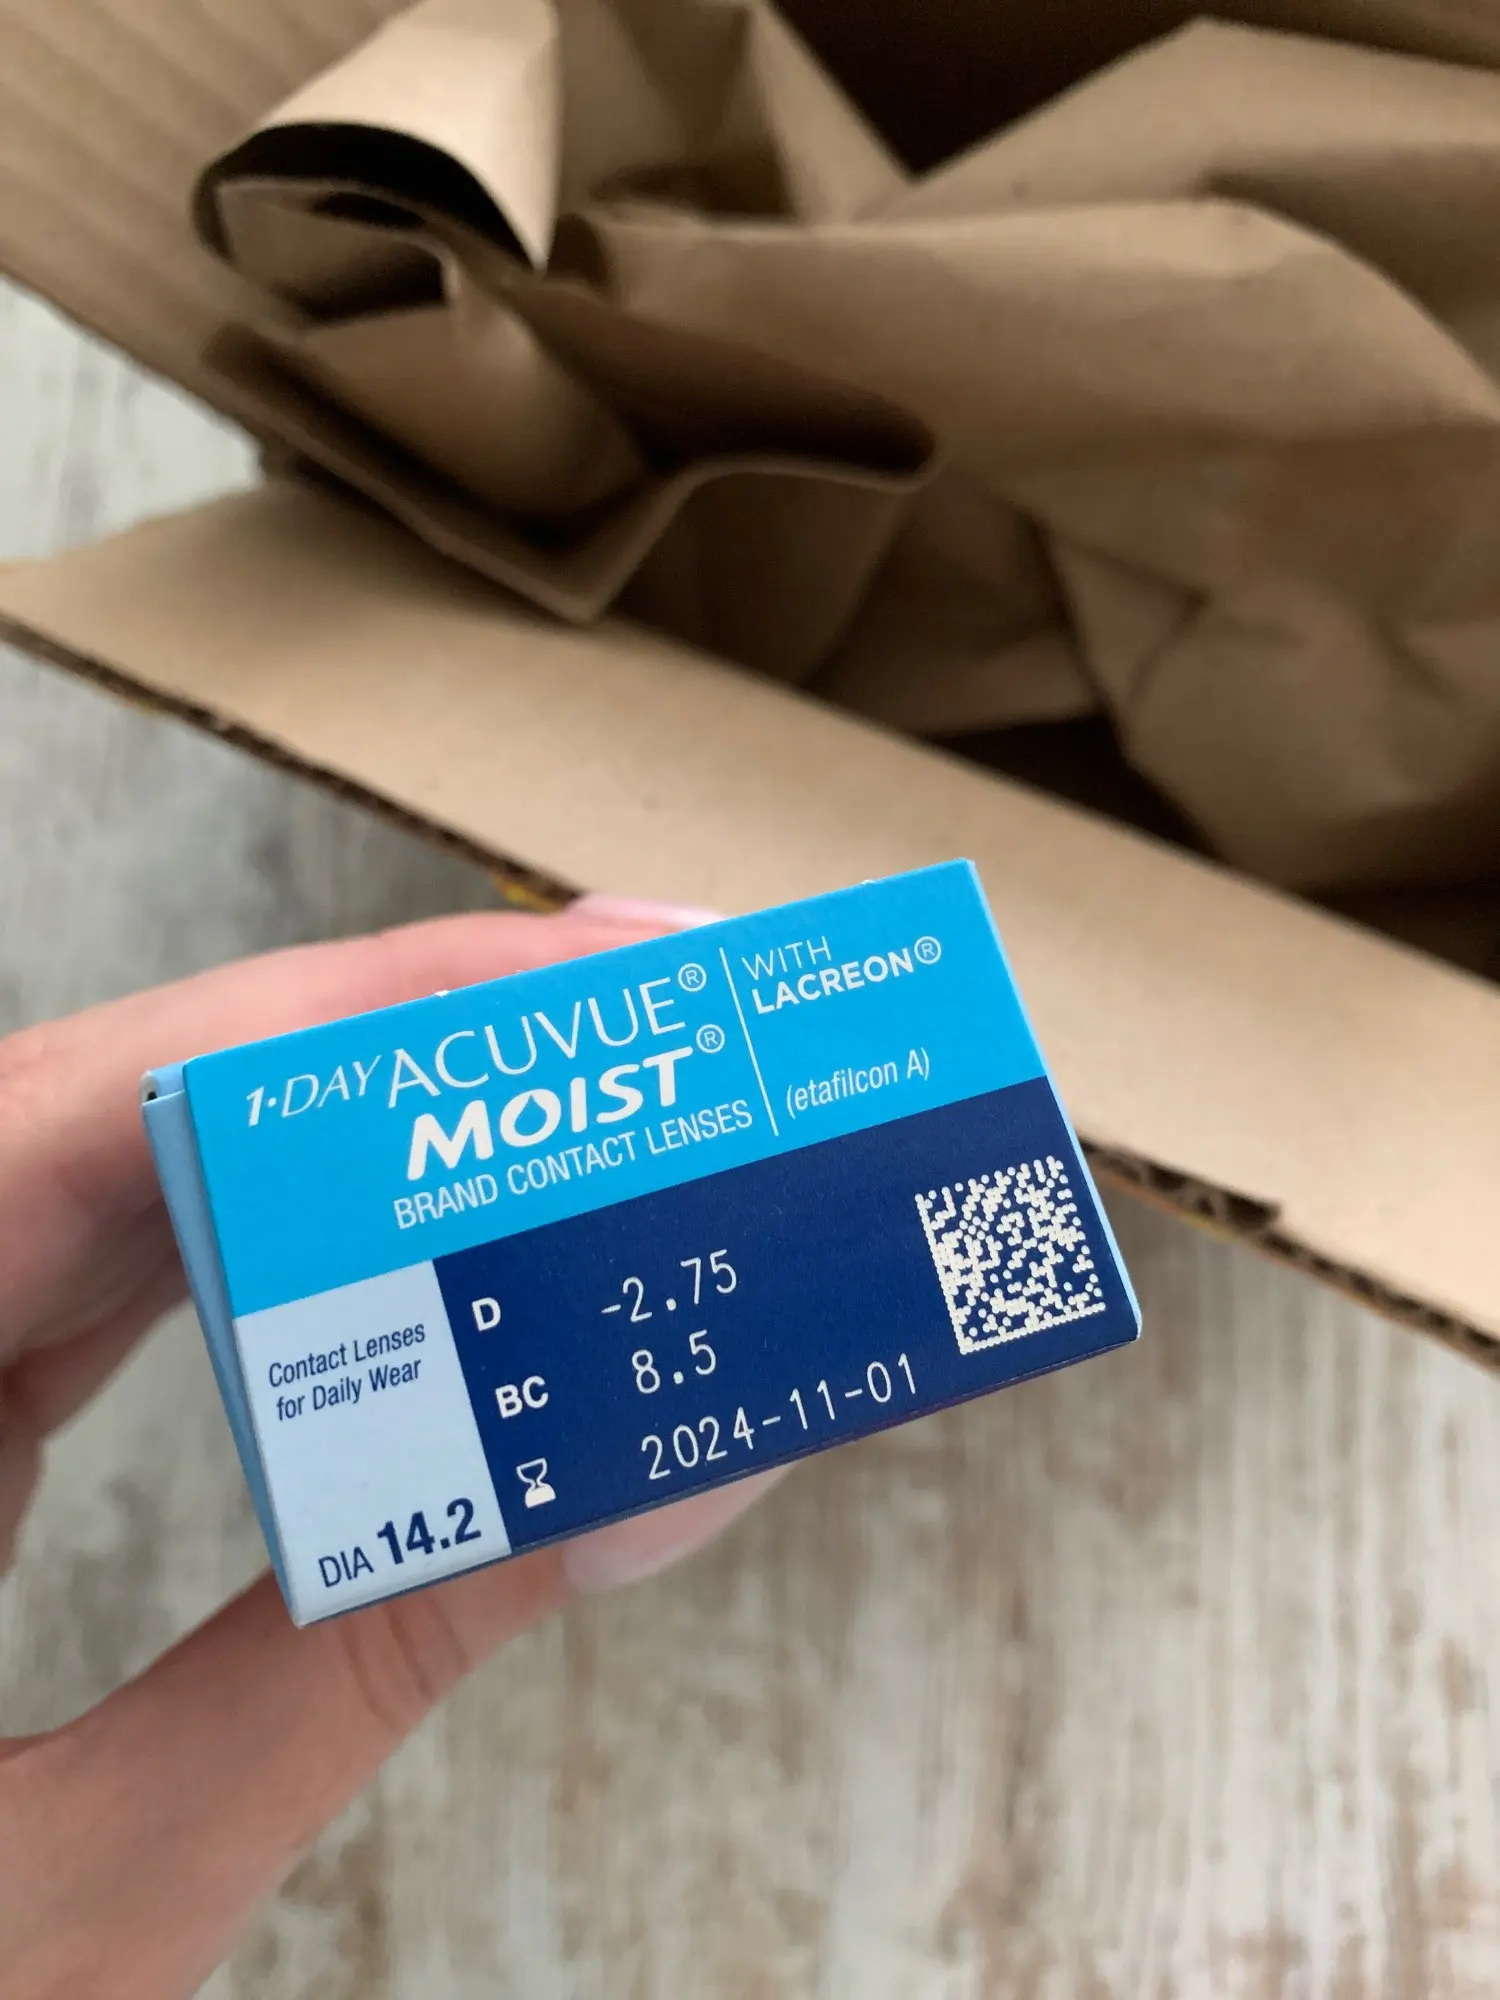 1·DAY ACUVUE®
MOIST®
BRAND CONTACT LENSES
WITH
LACREON®
(etafilcon A)
Contact Lenses
for Daily Wear
DIA 14.2
D -2.75
BC 8.5
2024-11-01